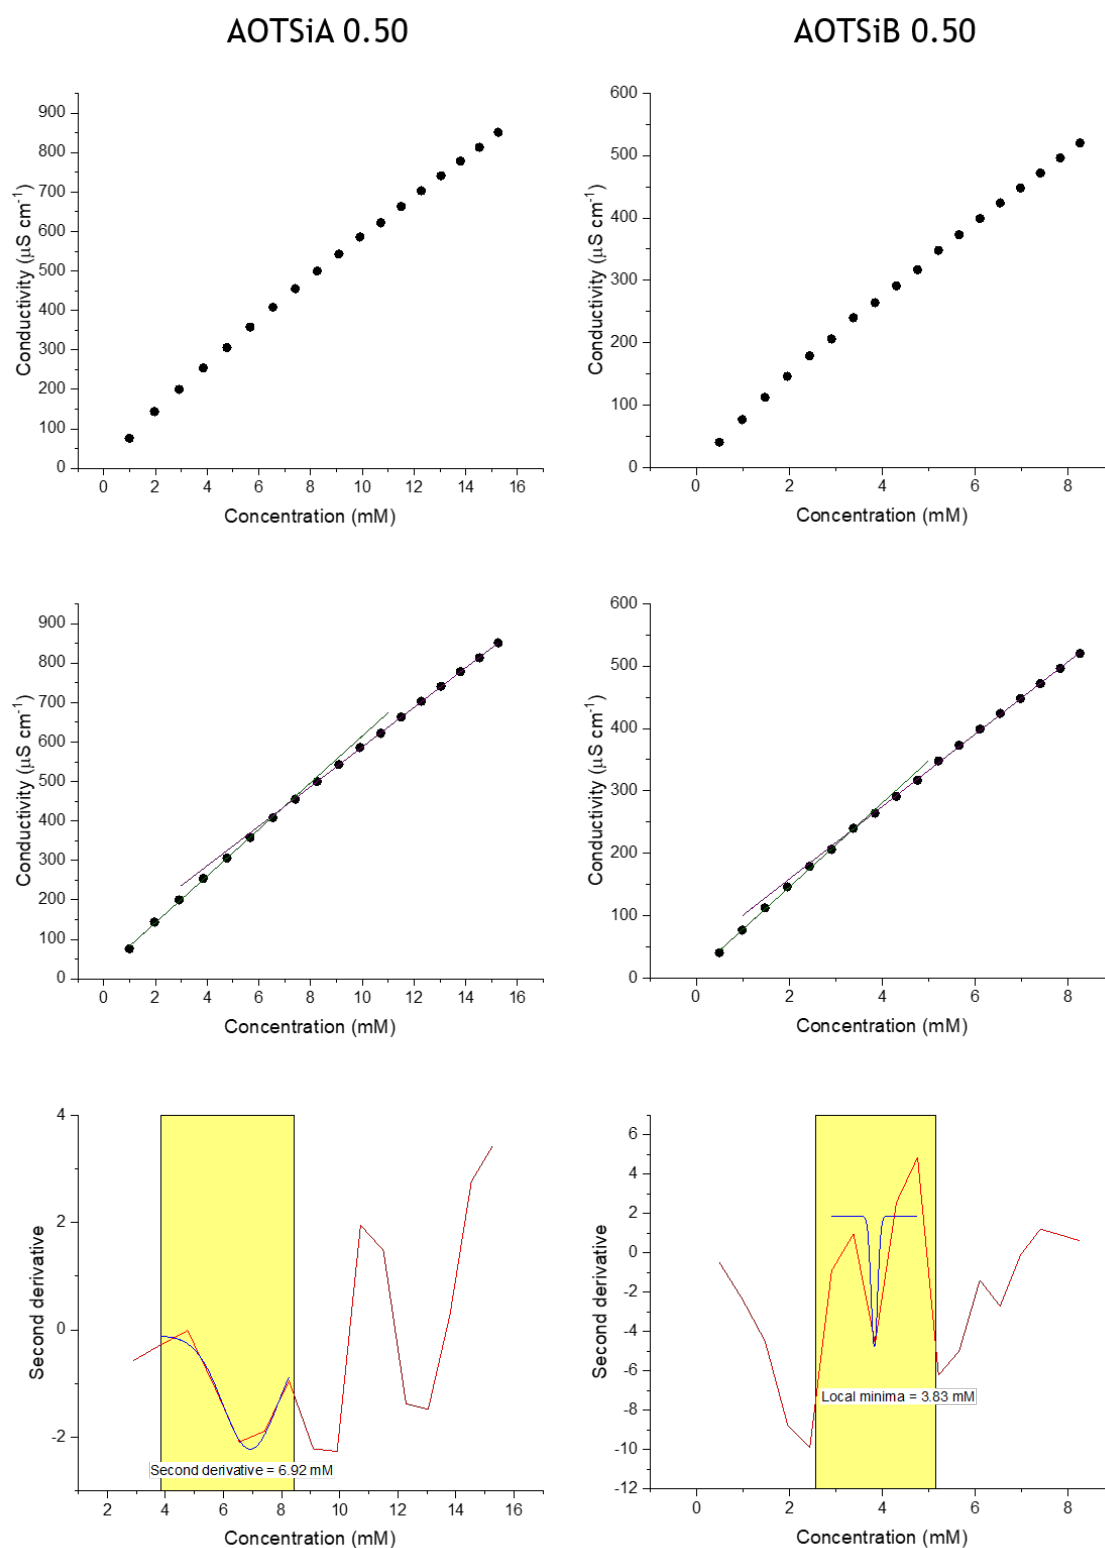 AOTSiA 0.50
AOTSiB 0.50
Conductivity (μS cm⁻¹)
900
800
700
600
500
400
300
200
100
0
0 2 4 6 8 10 12 14 16
Concentration (mM)
Conductivity (μS cm⁻¹)
600
500
400
300
200
100
0
0 2 4 6 8
Concentration (mM)
Conductivity (μS cm⁻¹)
900
800
700
600
500
400
300
200
100
0
0 2 4 6 8 10 12 14 16
Concentration (mM)
Conductivity (μS cm⁻¹)
600
500
400
300
200
100
0
0 2 4 6 8
Concentration (mM)
Second derivative
4
2
0
-2
Second derivative = 6.92 mM
2 4 6 8 10 12 14 16
Concentration (mM)
Second derivative
6
4
2
0
-2
-4
-6
-8
-10
-12
Local minima = 3.83 mM
0 2 4 6 8
Concentration (mM)